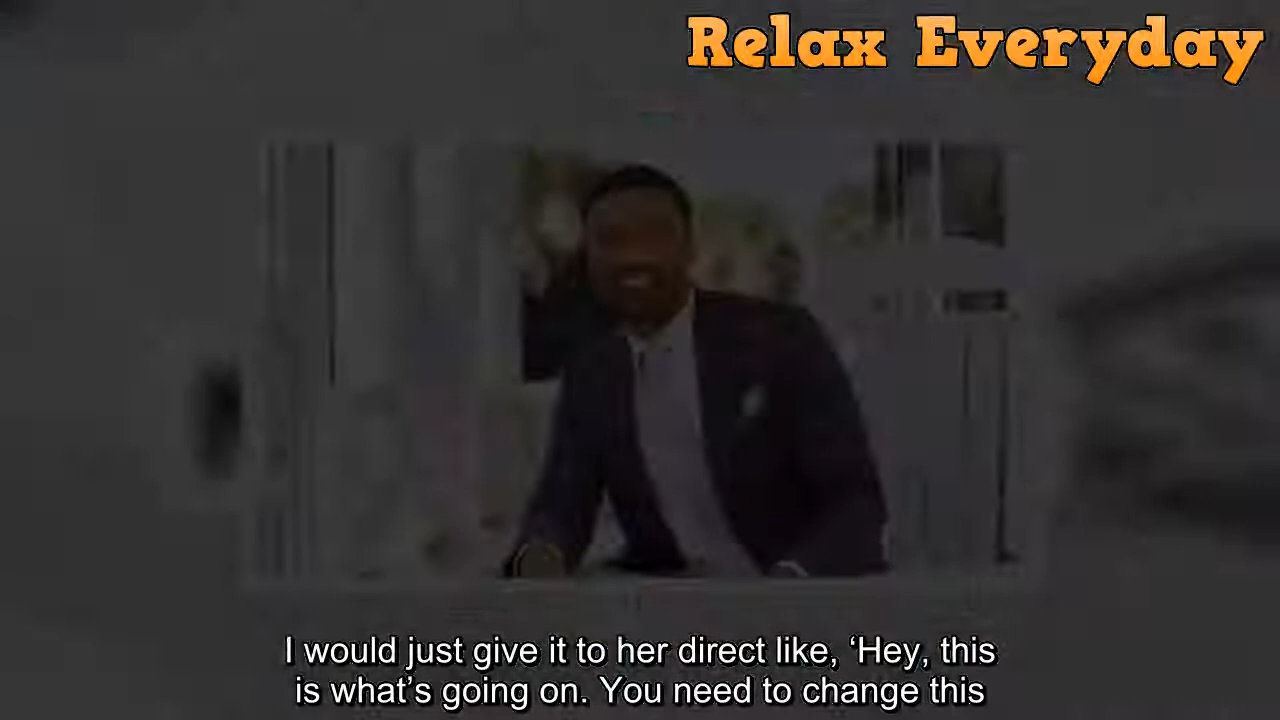 Relax Everyday
I would just give it to her direct like, ‘Hey, this
is what’s going on. You need to change this